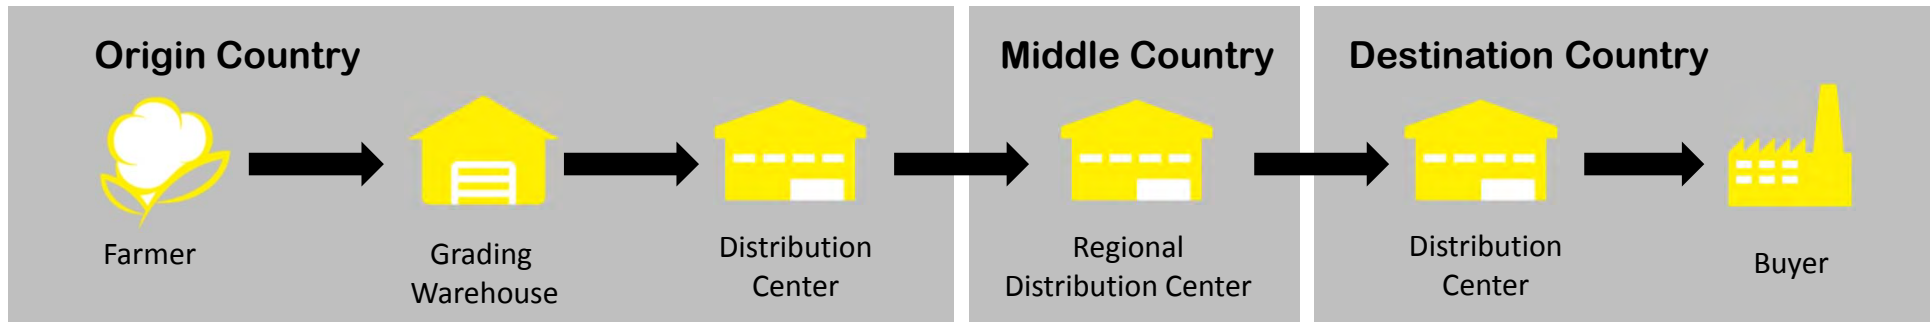 Origin Country
Middle Country
Destination Country
Farmer
Grading
Warehouse
Distribution
Center
Regional
Distribution Center
Distribution
Center
Buyer